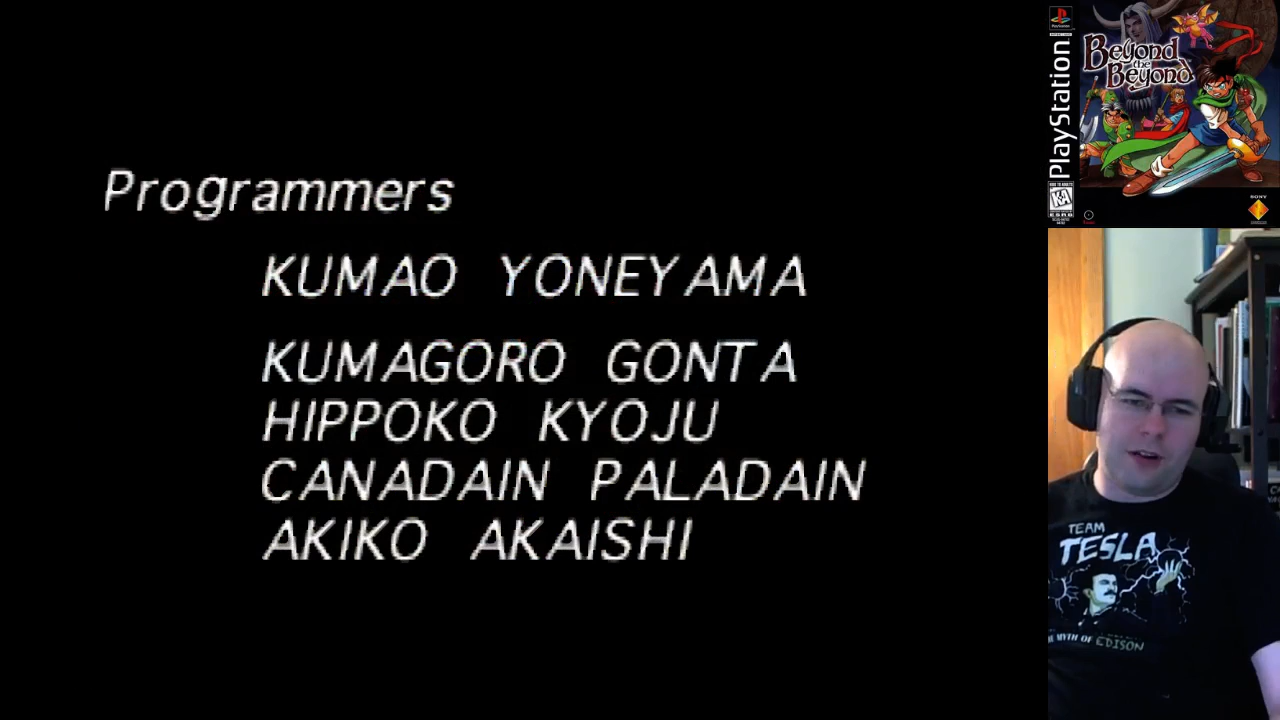 Programmers
KUMAO YONEYAMA
KUMAGORO GONTA
HIPPOKO KYOJU
CANADAIN PALADAIN
AKIKO AKAISHI
PlayStation
Beyond
the
Beyond
K-A
SONY
TEAM
TESLA
MYTH OF EDISON